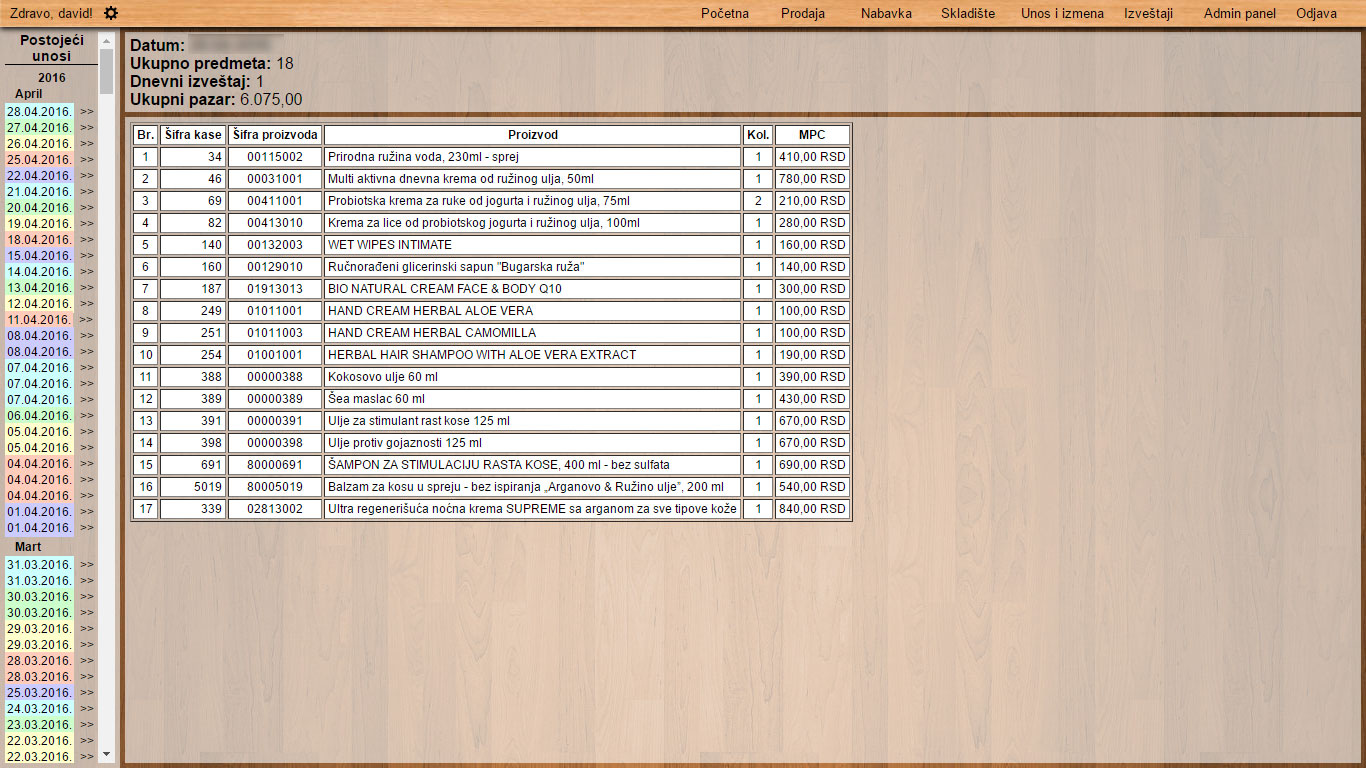 Zdravo, david!
Početna Prodaja Nabavka Skladište Unos i izmena Izveštaji Admin panel Odjava
Postojeći
unosi
2016
April
28.04.2016. >>
27.04.2016. >>
26.04.2016. >>
25.04.2016. >>
22.04.2016. >>
21.04.2016. >>
20.04.2016. >>
19.04.2016. >>
18.04.2016. >>
15.04.2016. >>
14.04.2016. >>
13.04.2016. >>
12.04.2016. >>
11.04.2016. >>
08.04.2016. >>
08.04.2016. >>
07.04.2016. >>
07.04.2016. >>
07.04.2016. >>
06.04.2016. >>
05.04.2016. >>
05.04.2016. >>
04.04.2016. >>
04.04.2016. >>
04.04.2016. >>
01.04.2016. >>
01.04.2016. >>
Mart
31.03.2016. >>
31.03.2016. >>
30.03.2016. >>
30.03.2016. >>
29.03.2016. >>
29.03.2016. >>
28.03.2016. >>
28.03.2016. >>
25.03.2016. >>
24.03.2016. >>
23.03.2016. >>
22.03.2016. >>
22.03.2016. >>
Datum:
Ukupno predmeta: 18
Dnevni izveštaj: 1
Ukupni pazar: 6.075,00
Br. Šifra kase Šifra proizvoda Proizvod Kol. MPC
1 34 00115002 Prirodna ružina voda, 230ml - sprej 1 410,00 RSD
2 46 00031001 Multi aktivna dnevna krema od ružinog ulja, 50ml 1 780,00 RSD
3 69 00411001 Probiotska krema za ruke od jogurta i ružinog ulja, 75ml 2 210,00 RSD
4 82 00413010 Krema za lice od probiotskog jogurta i ružinog ulja, 100ml 1 280,00 RSD
5 140 00132003 WET WIPES INTIMATE 1 160,00 RSD
6 160 00129010 Ručnorađeni glicerinski sapun "Bugarska ruža" 1 140,00 RSD
7 187 01913013 BIO NATURAL CREAM FACE & BODY Q10 1 300,00 RSD
8 249 01011001 HAND CREAM HERBAL ALOE VERA 1 100,00 RSD
9 251 01011003 HAND CREAM HERBAL CAMOMILLA 1 100,00 RSD
10 254 01001001 HERBAL HAIR SHAMPOO WITH ALOE VERA EXTRACT 1 190,00 RSD
11 388 00000388 Kokosovo ulje 60 ml 1 390,00 RSD
12 389 00000389 Šea maslac 60 ml 1 430,00 RSD
13 391 00000391 Ulje za stimulant rast kose 125 ml 1 670,00 RSD
14 398 00000398 Ulje protiv gojaznosti 125 ml 1 670,00 RSD
15 691 80000691 ŠAMPON ZA STIMULACIJU RASTA KOSE, 400 ml - bez sulfata 1 690,00 RSD
16 5019 80005019 Balzam za kosu u spreju - bez ispiranja „Arganovo & Ružino ulje”, 200 ml 1 540,00 RSD
17 339 02813002 Ultra regenerišuća noćna krema SUPREME sa arganom za sve tipove kože 1 840,00 RSD